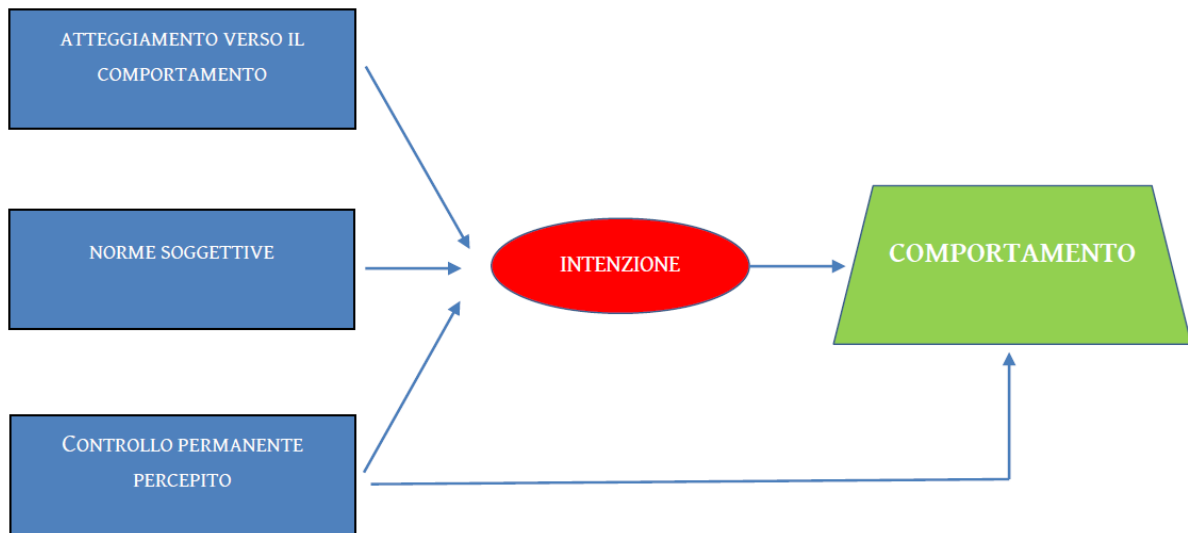 ATTEGGIAMENTO VERSO IL
COMPORTAMENTO
NORME SOGGETTIVE
INTENZIONE
COMPORTAMENTO
CONTROLLO PERMANENTE
PERCEPITO